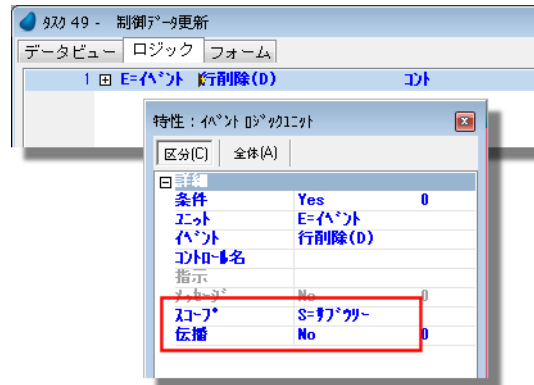 ﾀｽｸ 49 - 制御ﾃﾞｰﾀ更新
データビュー ロジック フォーム
1 E=ｲﾍﾞﾝﾄ 行削除(D) ｺﾝﾄ
特性 : ｲﾍﾞﾝﾄ ﾛｼﾞｯｸﾕﾆｯﾄ
区分(C) 全体(A)
詳細
条件 Yes 0
ﾕﾆｯﾄ E=ｲﾍﾞﾝﾄ
ｲﾍﾞﾝﾄ 行削除(D)
ｺﾝﾄﾛｰﾙ名
指示
ﾒｯｾｰｼﾞ No 0
ｽｺｰﾌﾟ S=ｻﾌﾞﾂﾘｰ
伝播 No 0